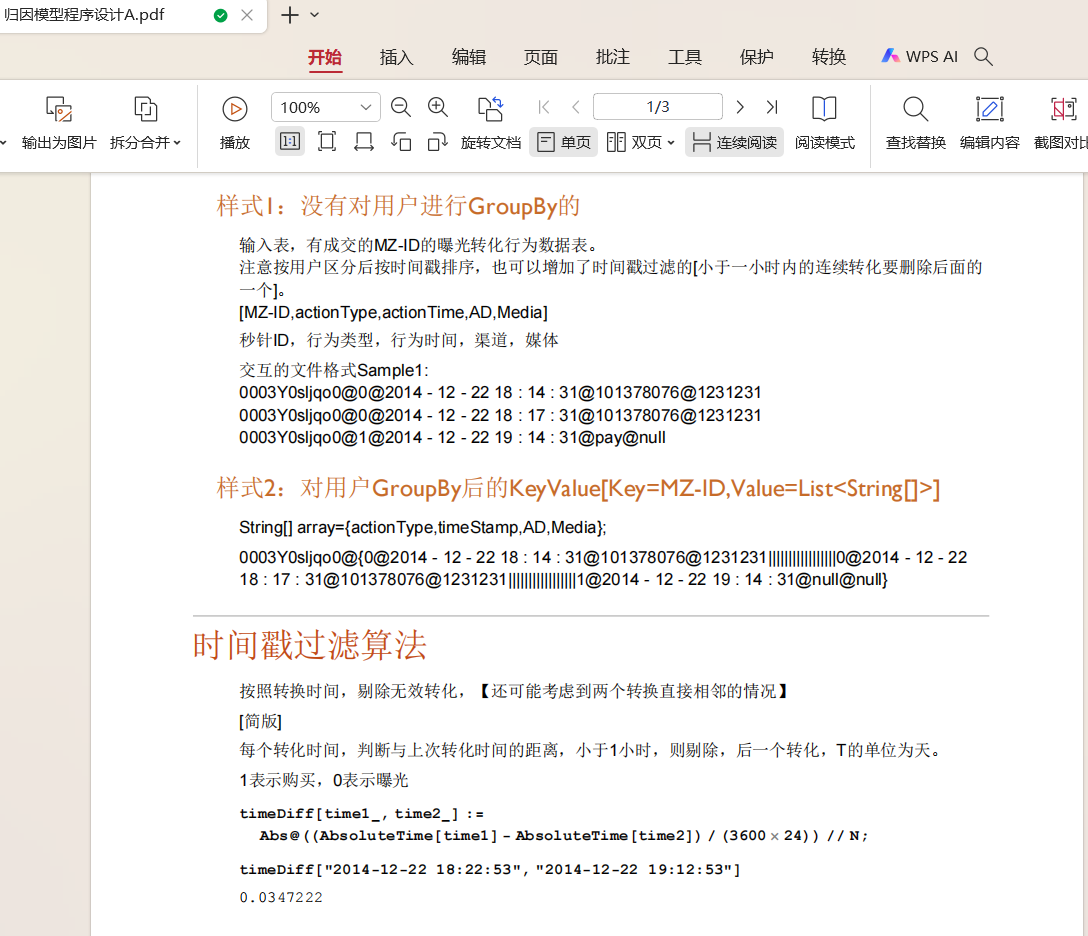 归因模型程序设计A.pdf
开始 插入 编辑 页面 批注 工具 保护 转换 WPS AI
100% 1/3
输出为图片 拆分合并 播放 1:1 旋转文档 单页 双页 连续阅读 阅读模式 查找替换 编辑内容 截图对比
样式1：没有对用户进行GroupBy的
输入表，有成交的MZ-ID的曝光转化行为数据表。
注意按用户区分后按时间戳排序，也可以增加了时间戳过滤的[小于一小时内的连续转化要删除后面的
一个]。
[MZ-ID,actionType,actionTime,AD,Media]
秒针ID，行为类型，行为时间，渠道，媒体
交互的文件格式Sample1:
0003Y0sljqo0@0@2014 - 12 - 22 18 : 14 : 31@101378076@1231231
0003Y0sljqo0@0@2014 - 12 - 22 18 : 17 : 31@101378076@1231231
0003Y0sljqo0@1@2014 - 12 - 22 19 : 14 : 31@pay@null
样式2：对用户GroupBy后的KeyValue[Key=MZ-ID,Value=List<String[]>]
String[] array={actionType,timeStamp,AD,Media};
0003Y0sljqo0@{0@2014 - 12 - 22 18 : 14 : 31@101378076@1231231||||||||||||||||0@2014 - 12 - 22
18 : 17 : 31@101378076@1231231||||||||||||||||1@2014 - 12 - 22 19 : 14 : 31@null@null}
时间戳过滤算法
按照转换时间，剔除无效转化，【还可能考虑到两个转换直接相邻的情况】
[简版]
每个转化时间，判断与上次转化时间的距离，小于1小时，则剔除，后一个转化，T的单位为天。
1表示购买，0表示曝光
timeDiff[time1_, time2_] :=
Abs@((AbsoluteTime[time1] - AbsoluteTime[time2]) / (3600 × 24)) // N;
timeDiff["2014-12-22 18:22:53", "2014-12-22 19:12:53"]
0.0347222